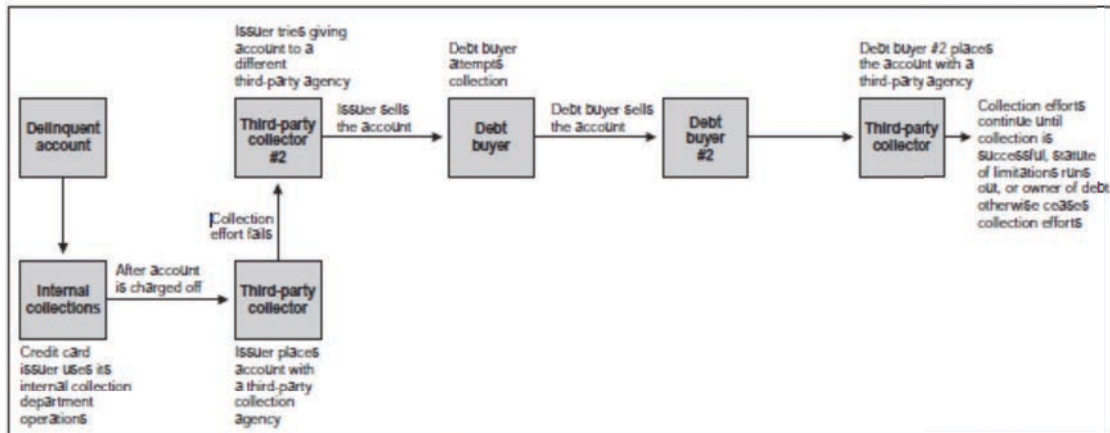 Issuer tries giving
account to a
different
third-party agency
Debt buyer
attempts
collection
Debt buyer #2 places
the account with a
third-party agency
Delinquent
account
Third-party
collector
#2
Issuer sells
the account
Debt
buyer
Debt buyer sells
the account
Debt
buyer
#2
Third-party
collector
Collection efforts
continue until
collection is
successful, statute
of limitations runs
out, or owner of debt
otherwise ceases
collection efforts
Collection
effort fails
Internal
collections
After account
is charged off
Third-party
collector
Credit card
issuer uses its
internal collection
department
operations
Issuer places
account with
a third-party
collection
agency